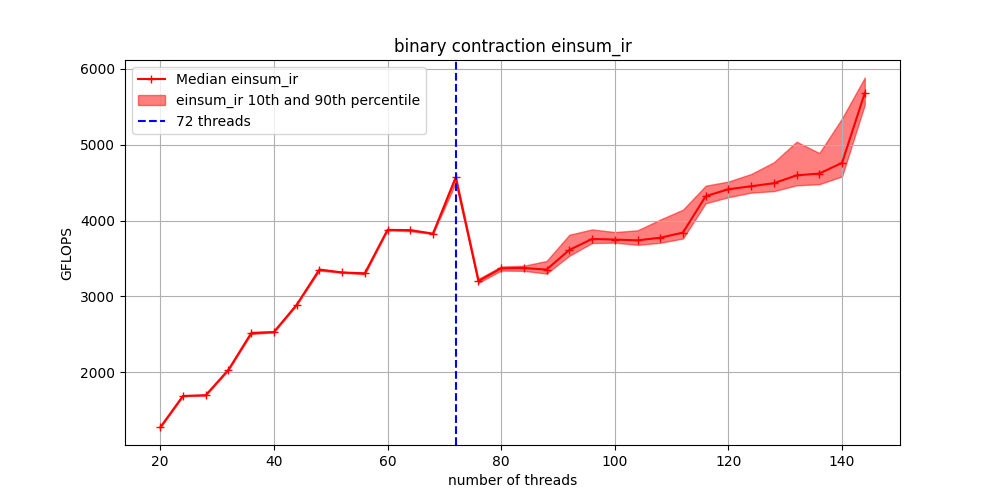 binary contraction einsum_ir
Median einsum_ir
einsum_ir 10th and 90th percentile
72 threads
GFLOPS
6000
5000
4000
3000
2000
20 40 60 80 100 120 140
number of threads